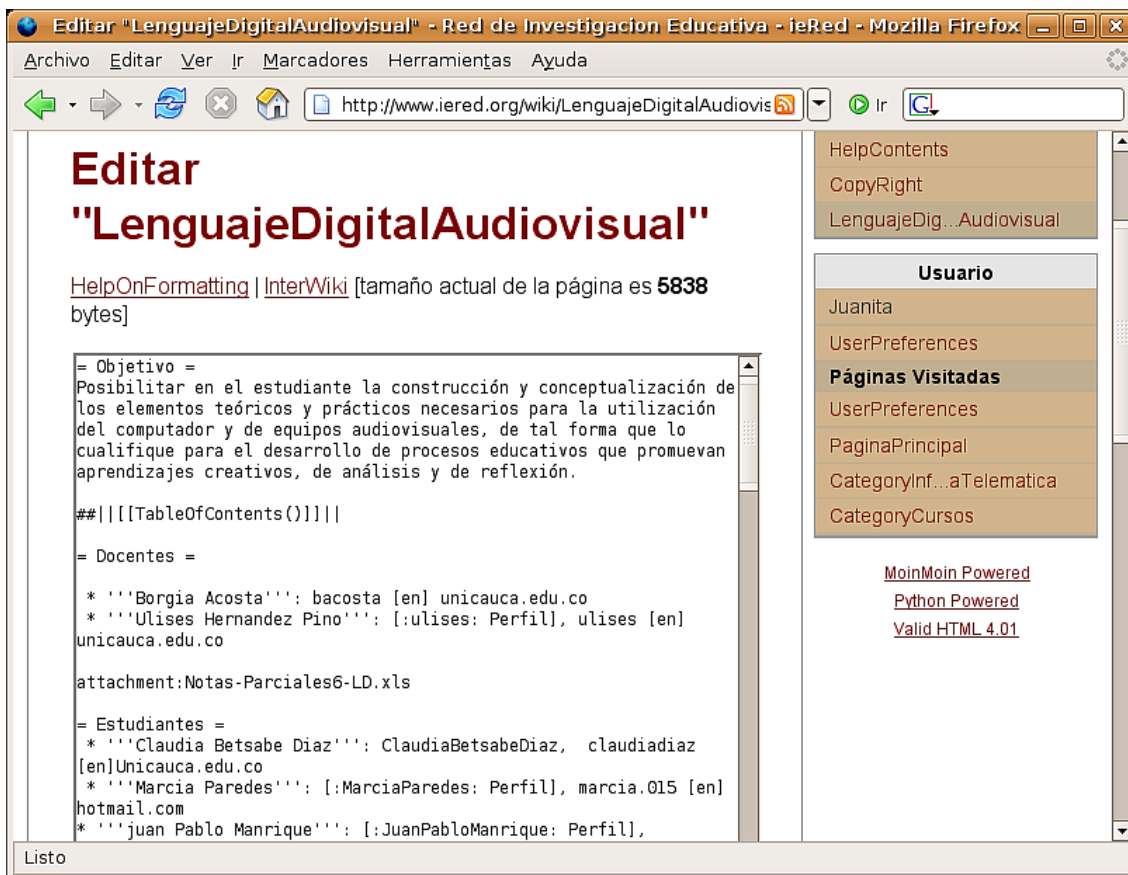 Editar "LenguajeDigitalAudiovisual" - Red de Investigacion Educativa - ieRed - Mozilla Firefox
Archivo Editar Ver Ir Marcadores Herramientas Ayuda
http://www.iered.org/wiki/LenguajeDigitalAudiovis Ir G
Editar
"LenguajeDigitalAudiovisual"
HelpOnFormatting | InterWiki [tamaño actual de la página es 5838
bytes]
= Objetivo =
Posibilitar en el estudiante la construcción y conceptualización de
los elementos teóricos y prácticos necesarios para la utilización
del computador y de equipos audiovisuales, de tal forma que lo
cualifique para el desarrollo de procesos educativos que promuevan
aprendizajes creativos, de análisis y de reflexión.
##||[[TableOfContents()]]||
= Docentes =
* '''Borgia Acosta''': bacosta [en] unicauca.edu.co
* '''Ulises Hernandez Pino''': [:ulises: Perfil], ulises [en]
unicauca.edu.co
attachment:Notas-Parciales6-LD.xls
= Estudiantes =
* '''Claudia Betsabe Diaz''': ClaudiaBetsabeDiaz,  claudiadiaz
[en]Unicauca.edu.co
* '''Marcia Paredes''': [:MarciaParedes: Perfil], marcia.015 [en]
hotmail.com
* '''juan Pablo Manrique''': [:JuanPabloManrique: Perfil],
HelpContents
CopyRight
LenguajeDig...Audiovisual
Usuario
Juanita
UserPreferences
Páginas Visitadas
UserPreferences
PaginaPrincipal
CategoryInf...aTelematica
CategoryCursos
MoinMoin Powered
Python Powered
Valid HTML 4.01
Listo